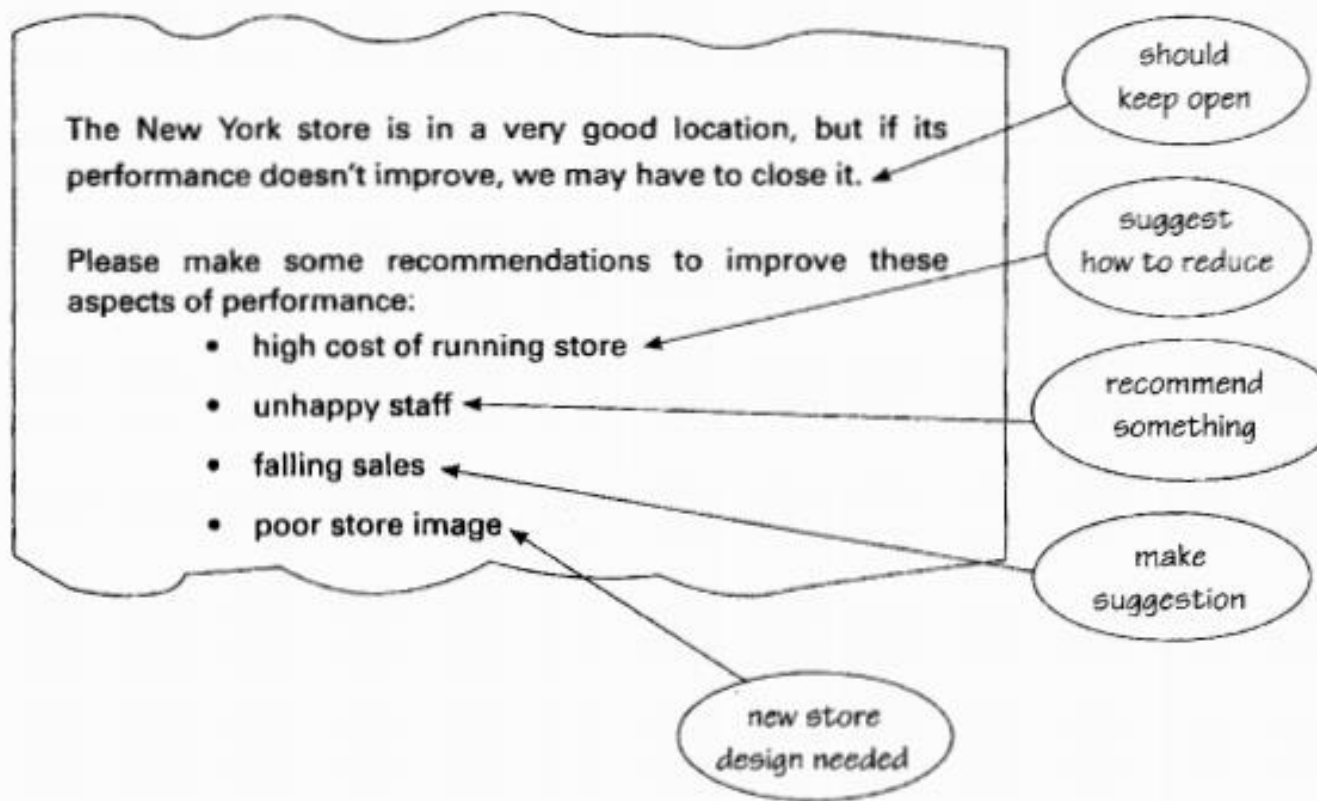 The New York store is in a very good location, but if its
performance doesn't improve, we may have to close it.
Please make some recommendations to improve these
aspects of performance:
• high cost of running store
• unhappy staff
• falling sales
• poor store image
should
keep open
suggest
how to reduce
recommend
something
make
suggestion
new store
design needed